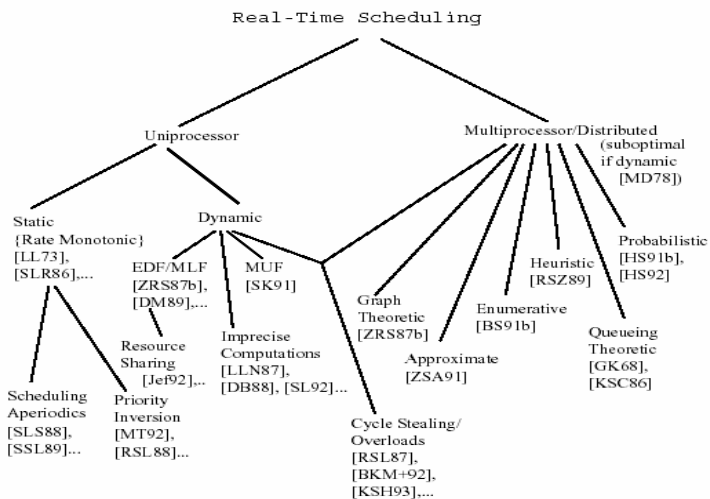 Real-Time Scheduling
Uniprocessor
Multiprocessor/Distributed
(suboptimal
if dynamic
[MD78])
Static
{Rate Monotonic}
[LL73],
[SLR86],...
Dynamic
EDF/MLF
[ZRS87b],
[DM89],...
MUF
[SK91]
Probabilistic
[HS91b],
[HS92]
Heuristic
[RSZ89]
Graph
Theoretic
[ZRS87b]
Enumerative
[BS91b]
Queueing
Theoretic
[GK68],
[KSC86]
Resource
Sharing
[Jef92],..
Imprecise
Computations
[LLN87],
[DB88], [SL92]...
Approximate
[ZSA91]
Scheduling
Aperiodics
[SLS88],
[SSL89]...
Priority
Inversion
[MT92],
[RSL88]...
Cycle Stealing/
Overloads
[RSL87],
[BKM+92],
[KSH93],...